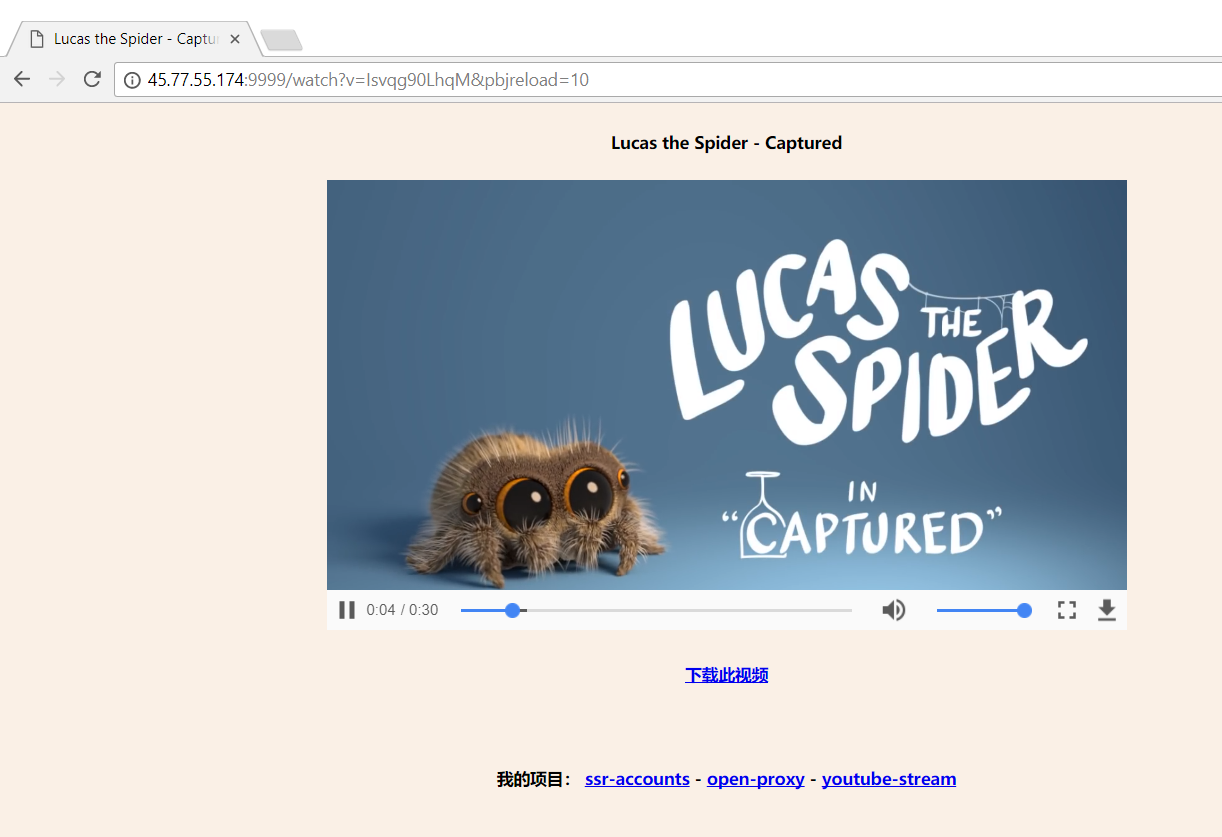 Lucas the Spider - Captu
45.77.55.174:9999/watch?v=Isvqg90LhqM&pbjreload=10
Lucas the Spider - Captured
LUCAS
THE
SPIDER
IN
“CAPTURED”
0:04 / 0:30
下载此视频
我的项目： ssr-accounts - open-proxy - youtube-stream